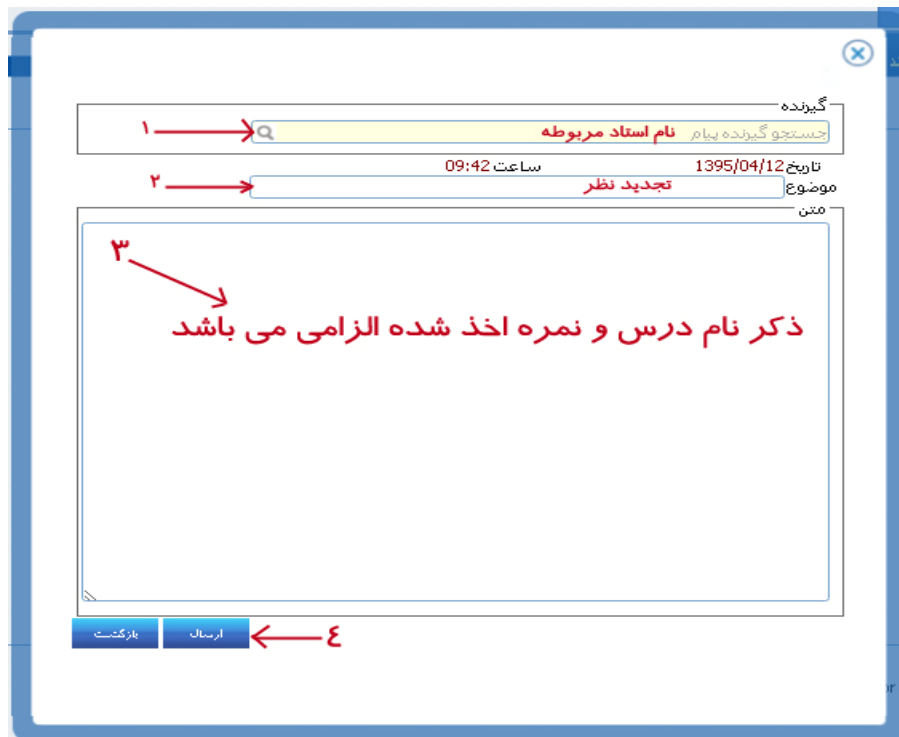 گیرنده
جستجو گیرنده پیام نام استاد مربوطه ۱
تاریخ 1395/04/12 ساعت 09:42
موضوع تجدید نظر ۲
متن
۳
ذکر نام درس و نمره اخذ شده الزامی می باشد
بازگشت ارسال ٤